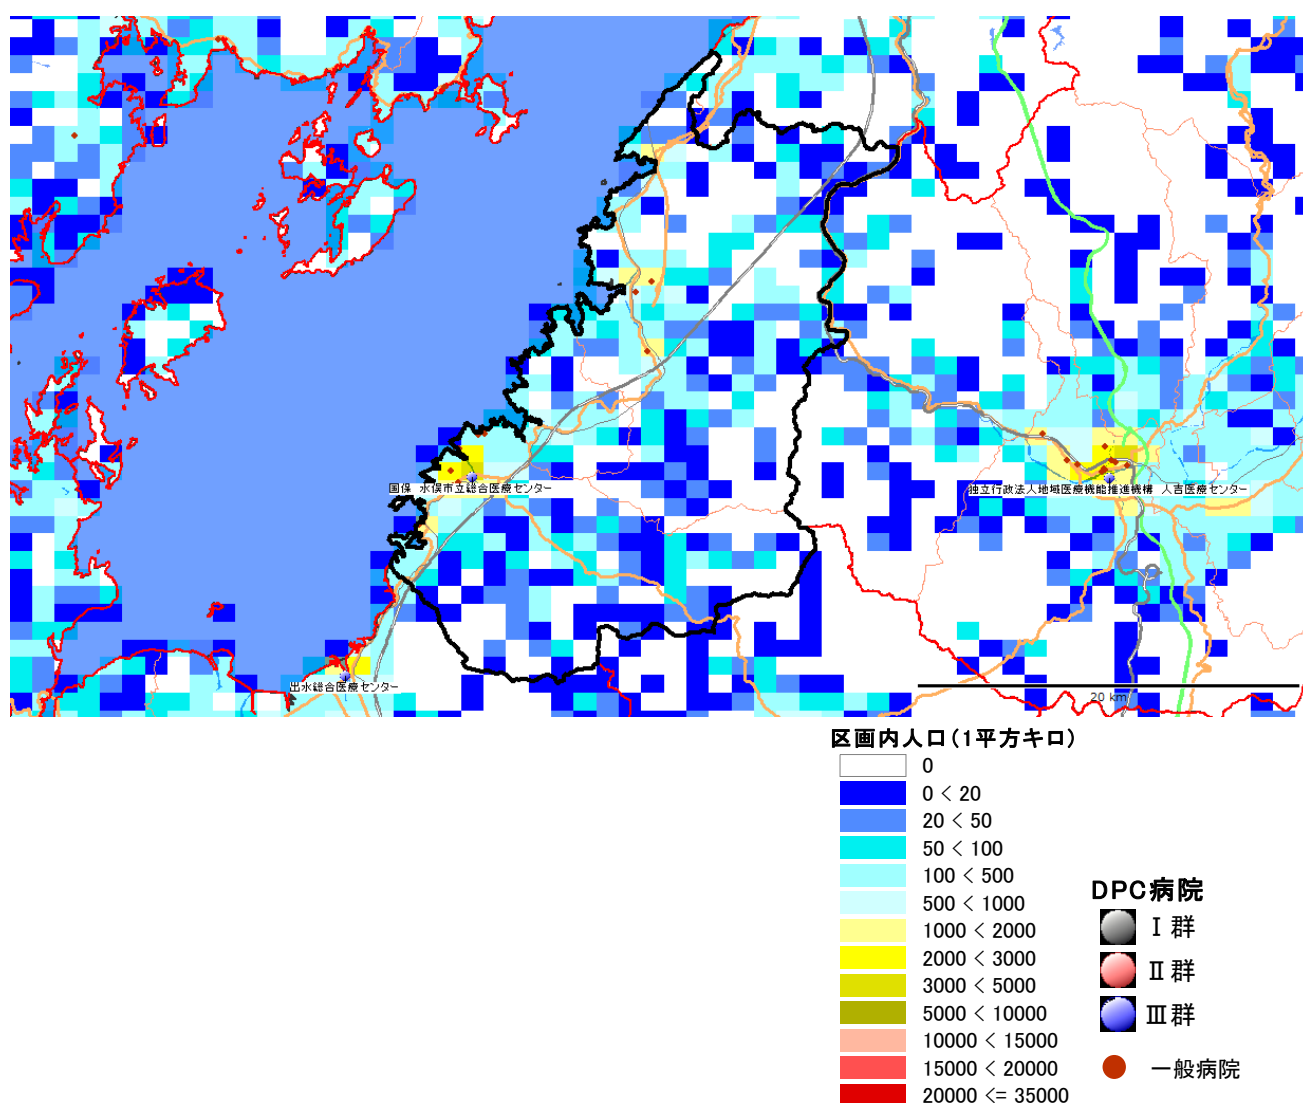 国保 水俣市立総合医療センター
独立行政法人地域医療機能推進機構 人吉医療センター
出水総合医療センター
20 km
区画内人口(1平方キロ)
0
0 < 20
20 < 50
50 < 100
100 < 500
500 < 1000
1000 < 2000
2000 < 3000
3000 < 5000
5000 < 10000
10000 < 15000
15000 < 20000
20000 <= 35000
DPC病院
Ⅰ群
Ⅱ群
Ⅲ群
一般病院